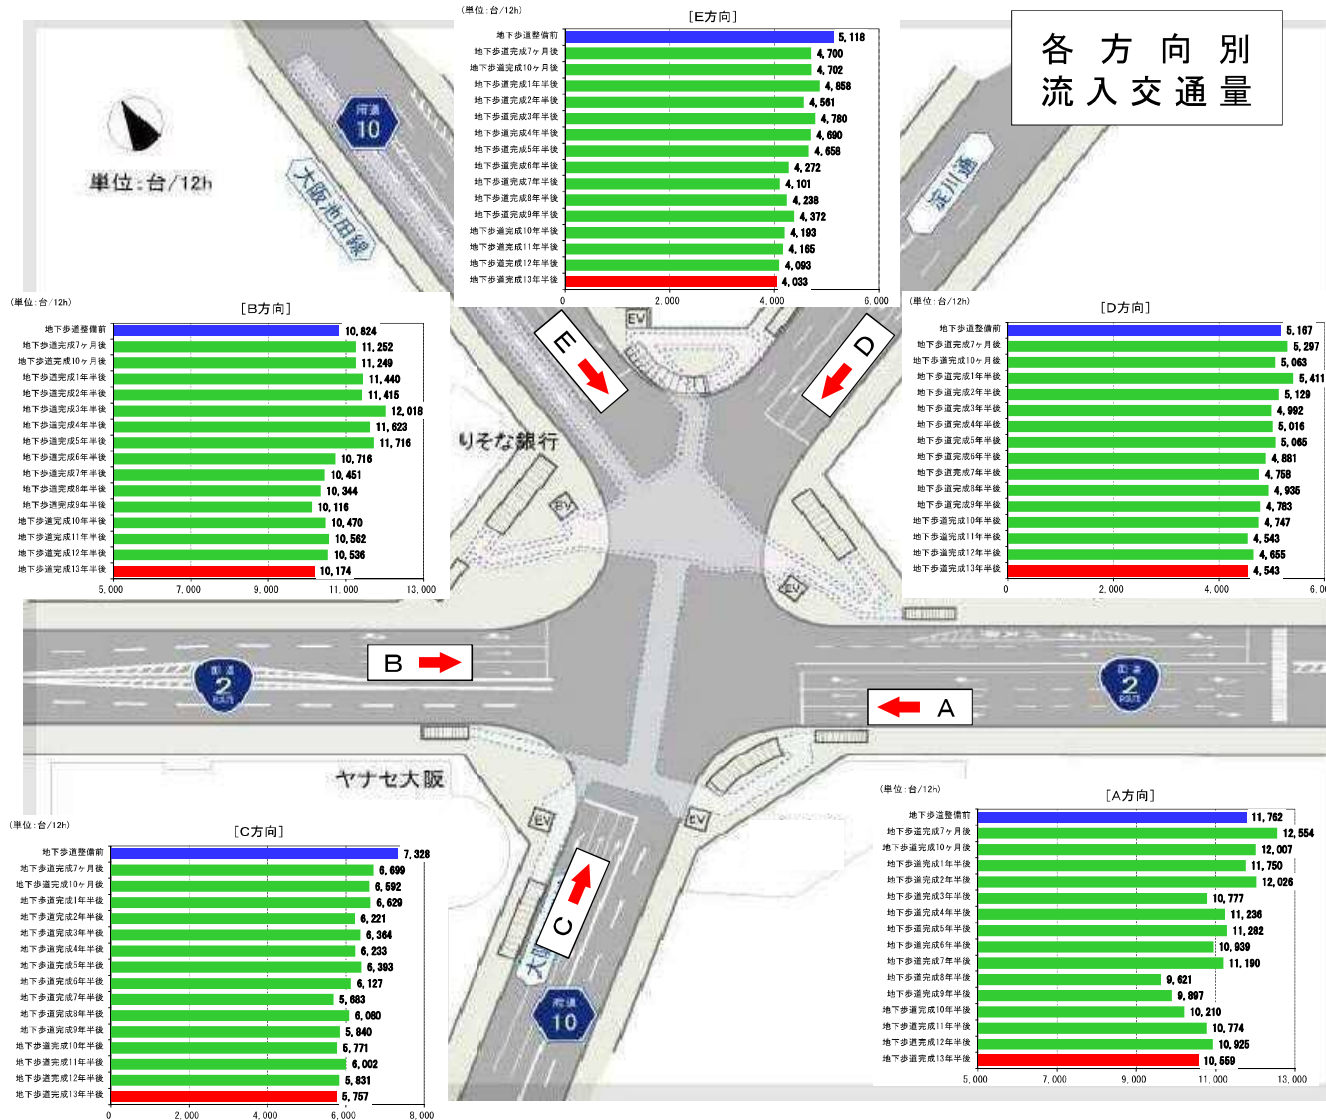 各方向別
流入交通量
単位:台/12h
府道
10
大阪池田線
淀川通
(単位:台/12h)
[E方向]
地下歩道整備前 5,118
地下歩道完成7ヶ月後 4,700
地下歩道完成10ヶ月後 4,702
地下歩道完成1年半後 4,858
地下歩道完成2年半後 4,561
地下歩道完成3年半後 4,780
地下歩道完成4年半後 4,690
地下歩道完成5年半後 4,658
地下歩道完成6年半後 4,272
地下歩道完成7年半後 4,101
地下歩道完成8年半後 4,238
地下歩道完成9年半後 4,372
地下歩道完成10年半後 4,193
地下歩道完成11年半後 4,165
地下歩道完成12年半後 4,093
地下歩道完成13年半後 4,033
0 2,000 4,000 6,000
(単位:台/12h)
[B方向]
地下歩道整備前 10,824
地下歩道完成7ヶ月後 11,252
地下歩道完成10ヶ月後 11,249
地下歩道完成1年半後 11,440
地下歩道完成2年半後 11,415
地下歩道完成3年半後 12,018
地下歩道完成4年半後 11,623
地下歩道完成5年半後 11,716
地下歩道完成6年半後 10,716
地下歩道完成7年半後 10,451
地下歩道完成8年半後 10,344
地下歩道完成9年半後 10,116
地下歩道完成10年半後 10,470
地下歩道完成11年半後 10,562
地下歩道完成12年半後 10,536
地下歩道完成13年半後 10,174
5,000 7,000 9,000 11,000 13,000
(単位:台/12h)
[D方向]
地下歩道整備前 5,167
地下歩道完成7ヶ月後 5,297
地下歩道完成10ヶ月後 5,063
地下歩道完成1年半後 5,411
地下歩道完成2年半後 5,129
地下歩道完成3年半後 4,992
地下歩道完成4年半後 5,016
地下歩道完成5年半後 5,065
地下歩道完成6年半後 4,881
地下歩道完成7年半後 4,758
地下歩道完成8年半後 4,935
地下歩道完成9年半後 4,783
地下歩道完成10年半後 4,747
地下歩道完成11年半後 4,543
地下歩道完成12年半後 4,655
地下歩道完成13年半後 4,543
0 2,000 4,000
E
D
EV
りそな銀行
EV
EV
B
A
国道
2
ROUTE
国道
2
ROUTE
ヤナセ大阪
EV
EV
C
大阪
府道
10
(単位:台/12h)
[C方向]
地下歩道整備前 7,328
地下歩道完成7ヶ月後 6,699
地下歩道完成10ヶ月後 6,592
地下歩道完成1年半後 6,629
地下歩道完成2年半後 6,221
地下歩道完成3年半後 6,364
地下歩道完成4年半後 6,233
地下歩道完成5年半後 6,393
地下歩道完成6年半後 6,127
地下歩道完成7年半後 5,683
地下歩道完成8年半後 6,080
地下歩道完成9年半後 5,840
地下歩道完成10年半後 5,771
地下歩道完成11年半後 6,002
地下歩道完成12年半後 5,831
地下歩道完成13年半後 5,757
0 2,000 4,000 6,000 8,000
(単位:台/12h)
[A方向]
地下歩道整備前 11,762
地下歩道完成7ヶ月後 12,554
地下歩道完成10ヶ月後 12,007
地下歩道完成1年半後 11,750
地下歩道完成2年半後 12,026
地下歩道完成3年半後 10,777
地下歩道完成4年半後 11,236
地下歩道完成5年半後 11,282
地下歩道完成6年半後 10,939
地下歩道完成7年半後 11,190
地下歩道完成8年半後 9,621
地下歩道完成9年半後 9,897
地下歩道完成10年半後 10,210
地下歩道完成11年半後 10,774
地下歩道完成12年半後 10,925
地下歩道完成13年半後 10,559
5,000 7,000 9,000 11,000 13,000